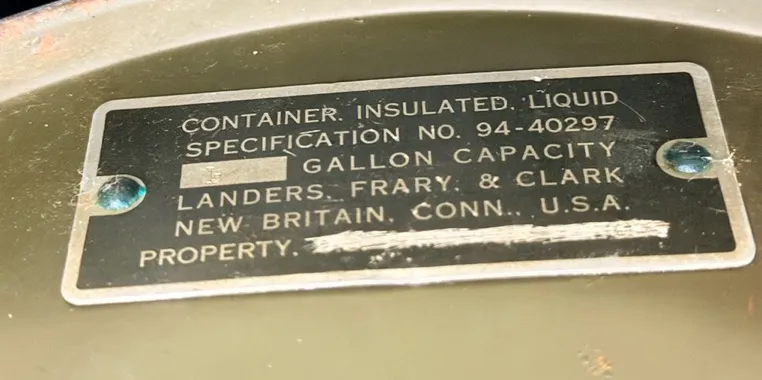 CONTAINER. INSULATED. LIQUID
SPECIFICATION NO. 94-40297
GALLON CAPACITY
LANDERS. FRARY. & CLARK
NEW BRITAIN, CONN., U.S.A.
PROPERTY.